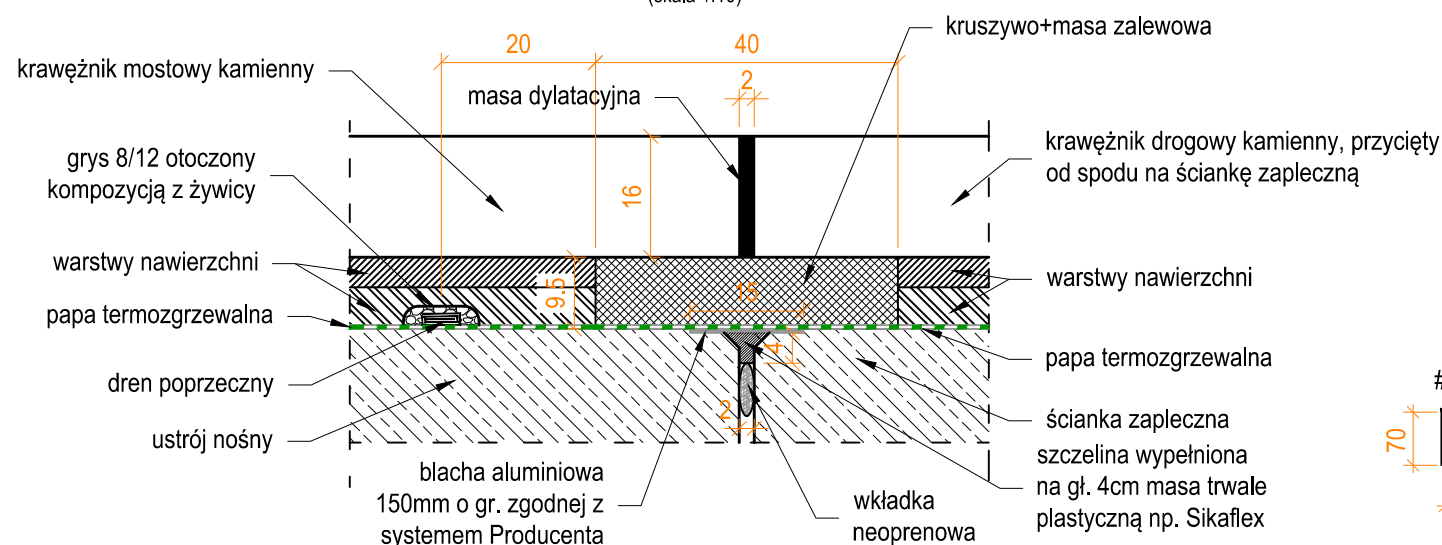 (skala 1:10)
20
40
kruszywo+masa zalewowa
krawężnik mostowy kamienny
2
masa dylatacyjna
krawężnik drogowy kamienny, przycięty
od spodu na ściankę zapleczną
grys 8/12 otoczony
kompozycją z żywicy
16
warstwy nawierzchni
warstwy nawierzchni
9.5
15
papa termozgrzewalna
4
papa termozgrzewalna
dren poprzeczny
#
2
ścianka zapleczna
70
ustrój nośny
szczelina wypełniona
na gł. 4cm masa trwale
plastyczną np. Sikaflex
blacha aluminiowa
150mm o gr. zgodnej z
systemem Producenta
wkładka
neoprenowa